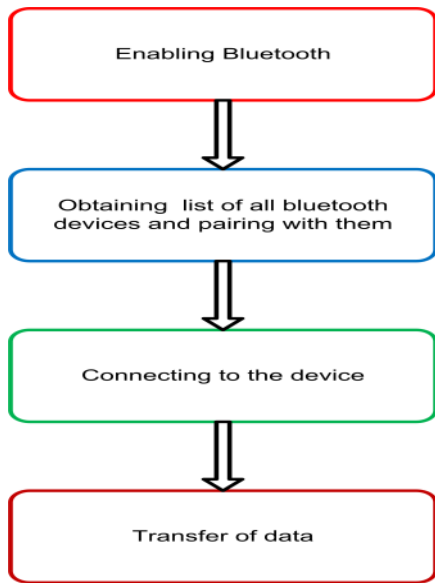 Enabling Bluetooth
Obtaining list of all bluetooth
devices and pairing with them
Connecting to the device
Transfer of data